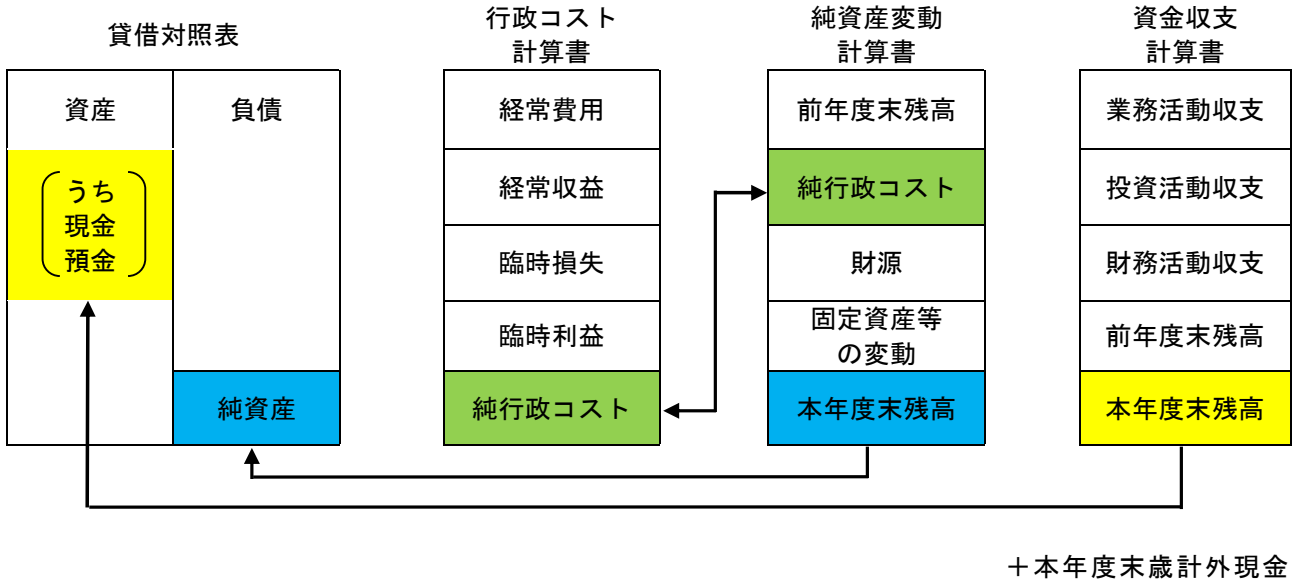 貸借対照表
資産
負債
うち
現金
預金
純資産
行政コスト
計算書
経常費用
経常収益
臨時損失
臨時利益
純行政コスト
純資産変動
計算書
前年度末残高
純行政コスト
財源
固定資産等
の変動
本年度末残高
資金収支
計算書
業務活動収支
投資活動収支
財務活動収支
前年度末残高
本年度末残高
＋本年度末歳計外現金